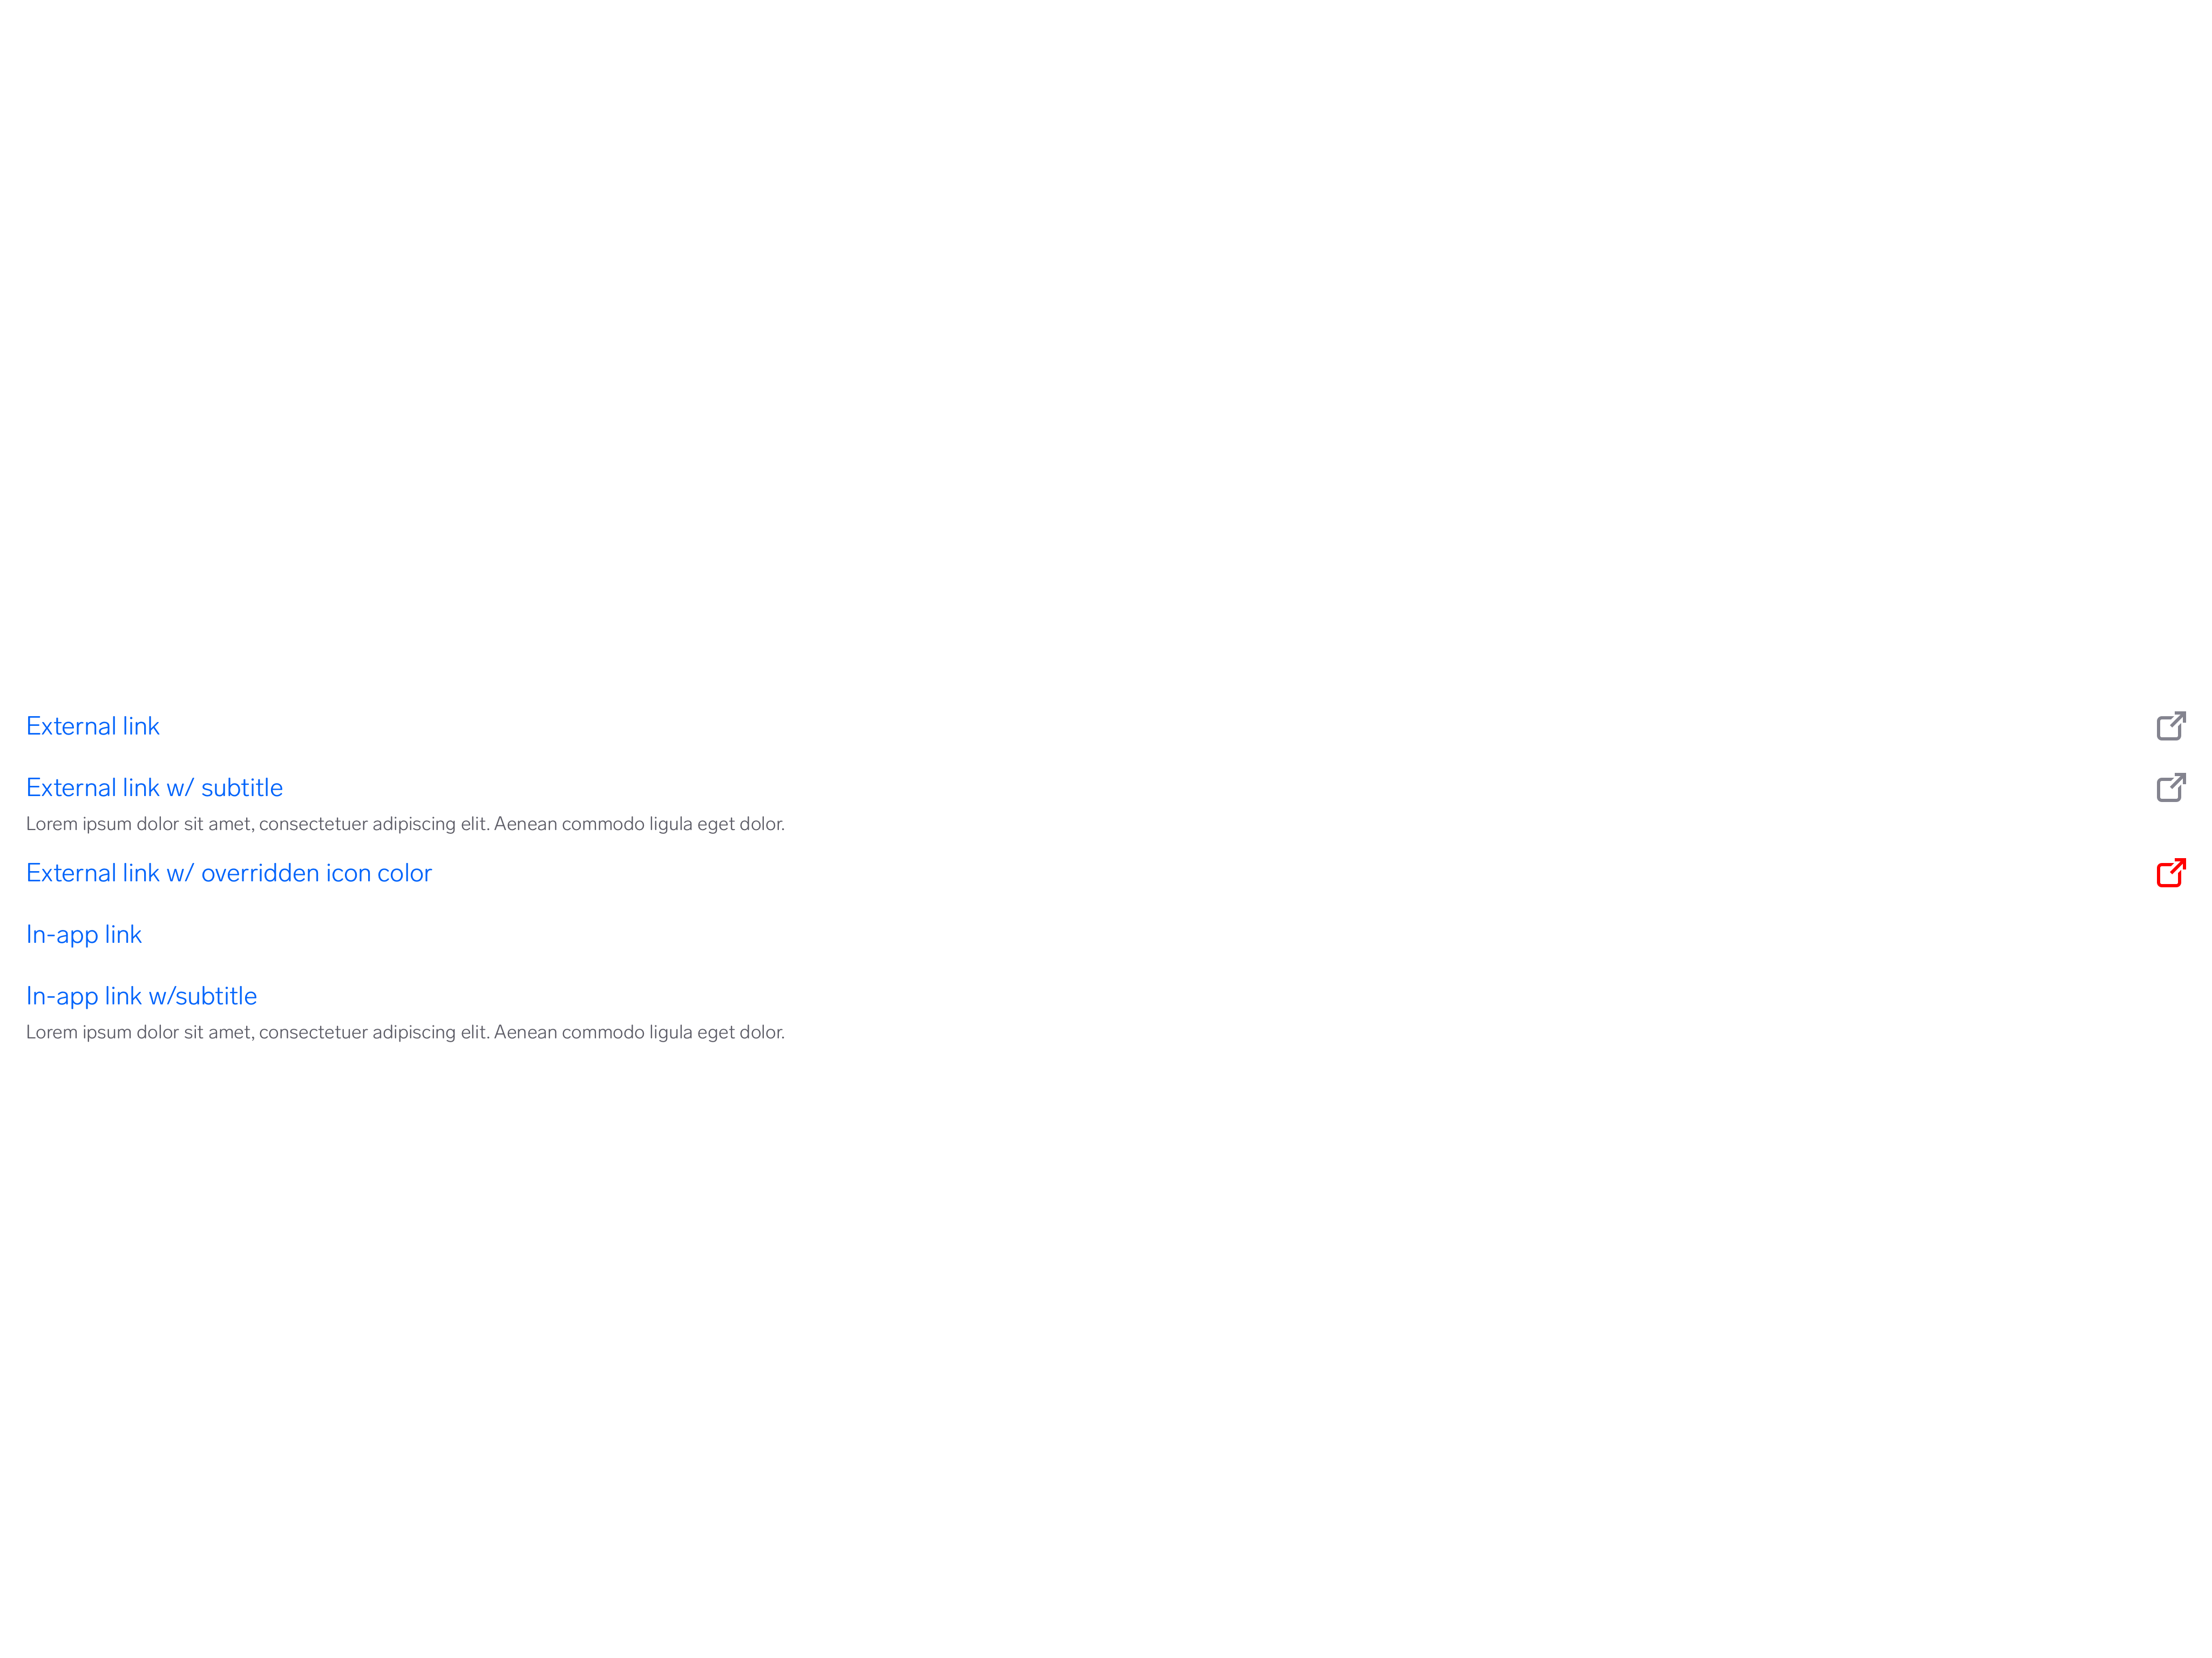 External link
External link w/ subtitle
Lorem ipsum dolor sit amet, consectetuer adipiscing elit. Aenean commodo ligula eget dolor.
External link w/ overridden icon color
In-app link
In-app link w/subtitle
Lorem ipsum dolor sit amet, consectetuer adipiscing elit. Aenean commodo ligula eget dolor.